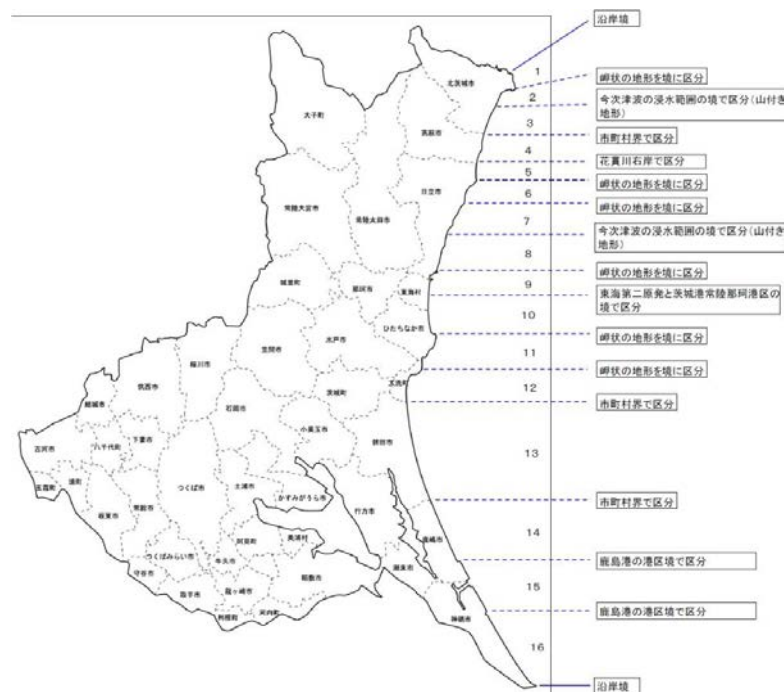 沿岸境
1
北茨城市
岬状の地形を境に区分
2
今次津波の浸水範囲の境で区分(山付き
地形)
大子町
3
高萩市
市町村界で区分
4
花貫川右岸で区分
5
岬状の地形を境に区分
6
日立市
岬状の地形を境に区分
常陸大宮市
常陸太田市
7
今次津波の浸水範囲の境で区分(山付き
地形)
8
岬状の地形を境に区分
城里町
那珂市
東海村
9
東海第二原発と茨城港常陸那珂港区の
境で区分
10
ひたちなか市
岬状の地形を境に区分
笠間市
水戸市
11
桜川市
岬状の地形を境に区分
筑西市
茨城町
大洗町
12
結城市
石岡市
市町村界で区分
小美玉市
鉾田市
古河市
八千代町
下妻市
13
五霞町
境町
つくば市
土浦市
かすみがうら市
行方市
市町村界で区分
坂東市
常総市
14
鹿嶋市
阿見町
美浦村
つくばみらい市
牛久市
鹿島港の港区境で区分
守谷市
稲敷市
潮来市
15
取手市
龍ヶ崎市
利根町
河内町
鹿島港の港区境で区分
神栖市
16
沿岸境